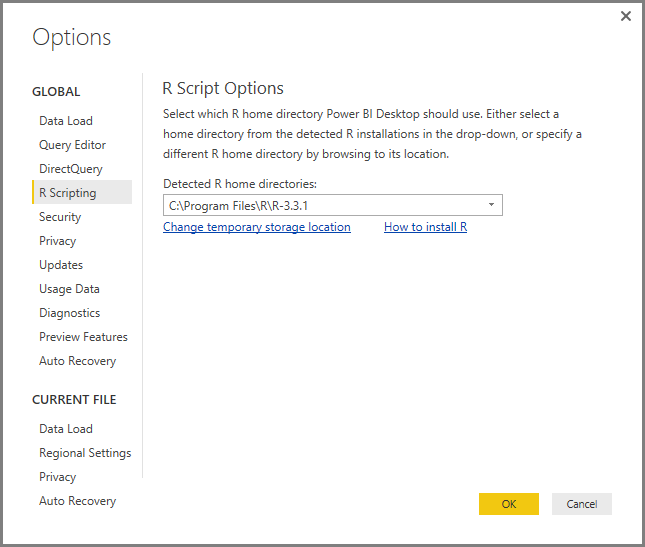 Options
GLOBAL
Data Load
Query Editor
DirectQuery
R Scripting
Security
Privacy
Updates
Usage Data
Diagnostics
Preview Features
Auto Recovery
CURRENT FILE
Data Load
Regional Settings
Privacy
Auto Recovery
R Script Options
Select which R home directory Power BI Desktop should use. Either select a
home directory from the detected R installations in the drop-down, or specify a
different R home directory by browsing to its location.
Detected R home directories:
C:\Program Files\R\R-3.3.1
Change temporary storage location How to install R
OK Cancel